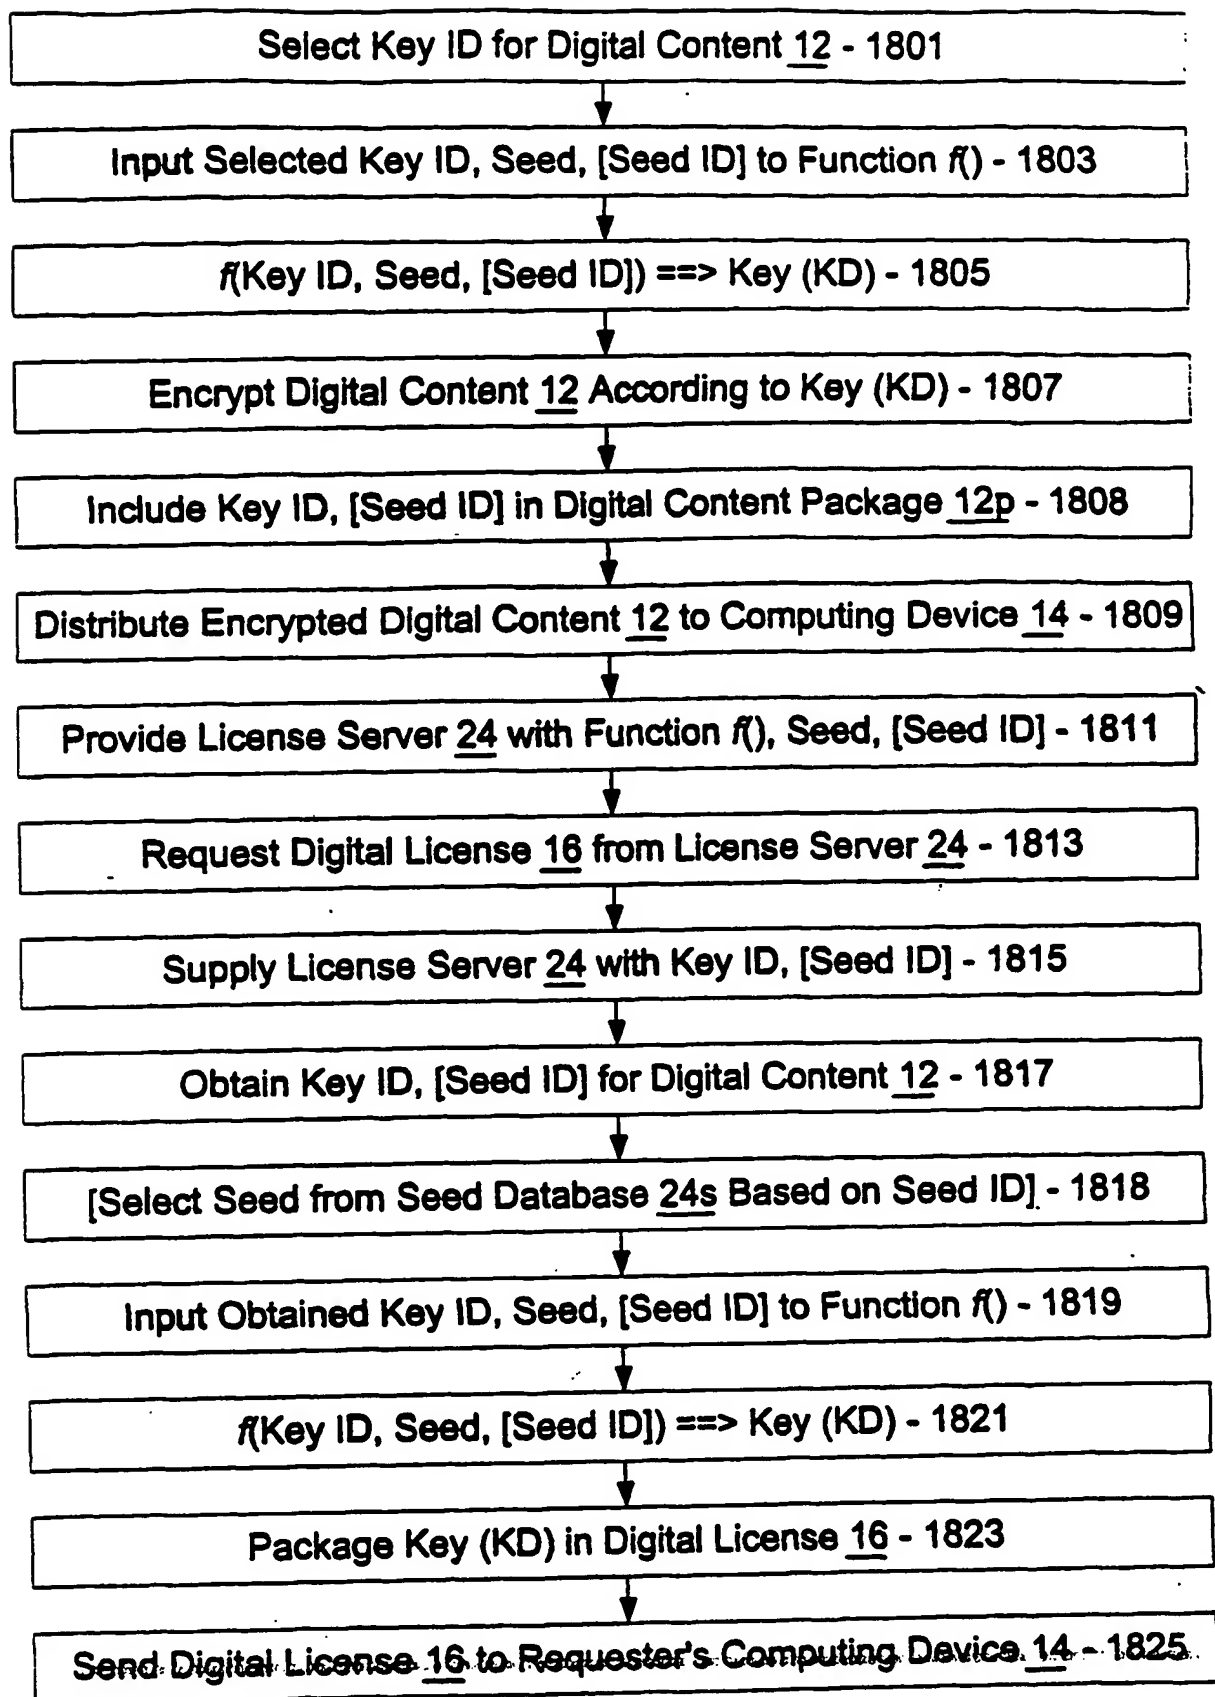 Select Key ID for Digital Content 12 - 1801
Input Selected Key ID, Seed, [Seed ID] to Function f() - 1803
f(Key ID, Seed, [Seed ID]) ==> Key (KD) - 1805
Encrypt Digital Content 12 According to Key (KD) - 1807
Include Key ID, [Seed ID] in Digital Content Package 12p - 1808
Distribute Encrypted Digital Content 12 to Computing Device 14 - 1809
Provide License Server 24 with Function f(), Seed, [Seed ID] - 1811
Request Digital License 16 from License Server 24 - 1813
Supply License Server 24 with Key ID, [Seed ID] - 1815
Obtain Key ID, [Seed ID] for Digital Content 12 - 1817
[Select Seed from Seed Database 24s Based on Seed ID] - 1818
Input Obtained Key ID, Seed, [Seed ID] to Function f() - 1819
f(Key ID, Seed, [Seed ID]) ==> Key (KD) - 1821
Package Key (KD) in Digital License 16 - 1823
Send Digital License 16 to Requester's Computing Device 14 - 1825